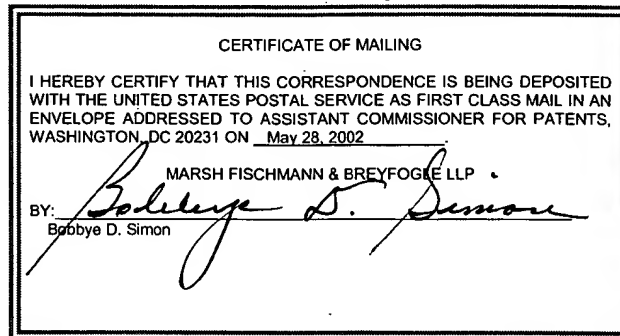 CERTIFICATE OF MAILING
I HEREBY CERTIFY THAT THIS CORRESPONDENCE IS BEING DEPOSITED
WITH THE UNITED STATES POSTAL SERVICE AS FIRST CLASS MAIL IN AN
ENVELOPE ADDRESSED TO ASSISTANT COMMISSIONER FOR PATENTS,
WASHINGTON, DC 20231 ON May 28, 2002.
MARSH FISCHMANN & BREYFOGLE LLP
BY: Bobbye D. Simon
Bobbye D. Simon